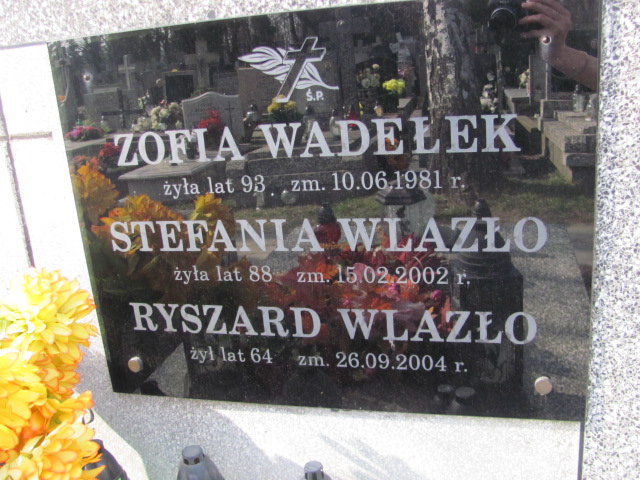 Ś.P.
ZOFIA WADEŁEK
żyła lat 93 zm. 10.06.1981 r.
STEFANIA WLAZŁO
żyła lat 88 zm. 15.02.2002 r.
RYSZARD WLAZŁO
żył lat 64 zm. 26.09.2004 r.